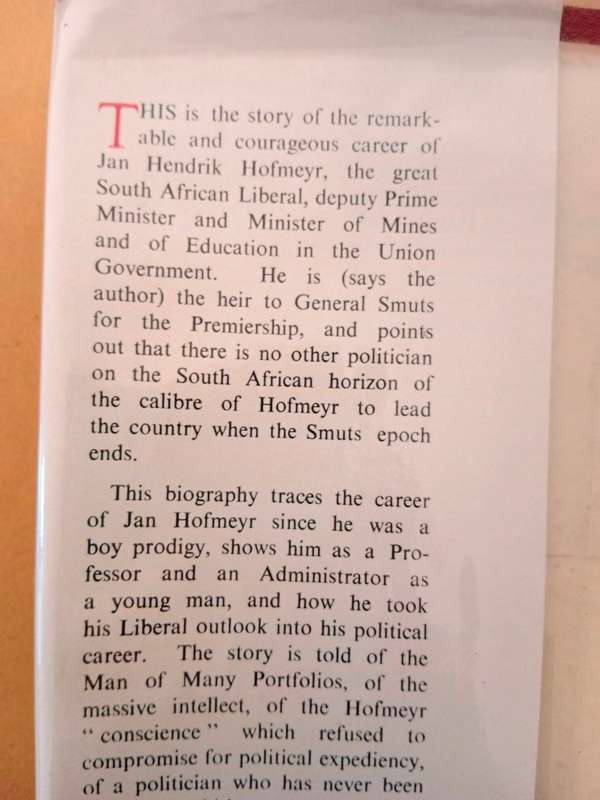 THIS is the story of the remark-
able and courageous career of
Jan Hendrik Hofmeyr, the great
South African Liberal, deputy Prime
Minister and Minister of Mines
and of Education in the Union
Government. He is (says the
author) the heir to General Smuts
for the Premiership, and points
out that there is no other politician
on the South African horizon of
the calibre of Hofmeyr to lead
the country when the Smuts epoch
ends.
This biography traces the career
of Jan Hofmeyr since he was a
boy prodigy, shows him as a Pro-
fessor and an Administrator as
a young man, and how he took
his Liberal outlook into his political
career. The story is told of the
Man of Many Portfolios, of the
massive intellect, of the Hofmeyr
“ conscience ” which refused to
compromise for political expediency,
of a politician who has never been